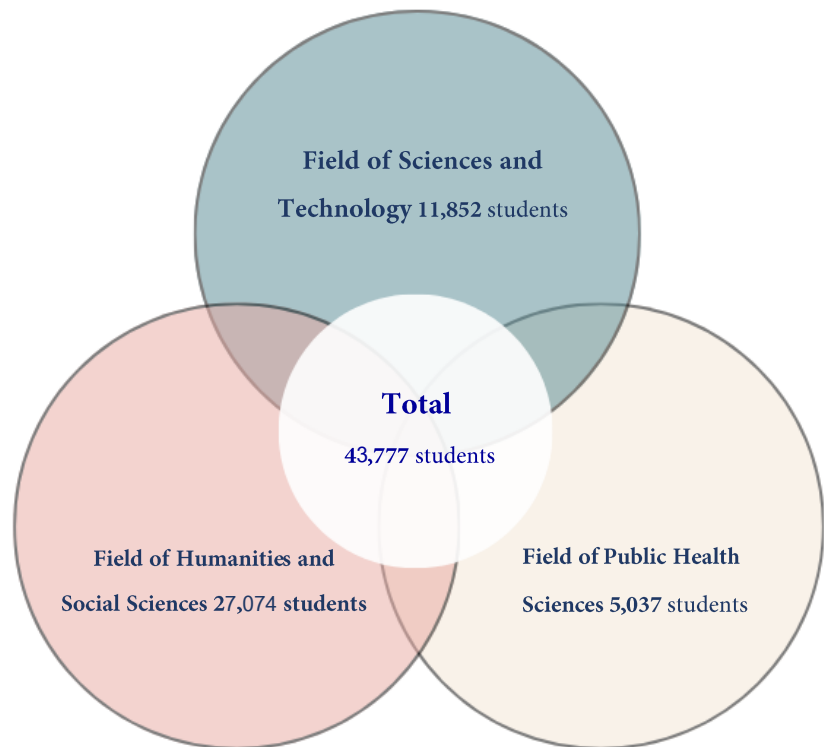 Field of Sciences and
Technology 11,852 students
Total
43,777 students
Field of Humanities and
Social Sciences 27,074 students
Field of Public Health
Sciences 5,037 students